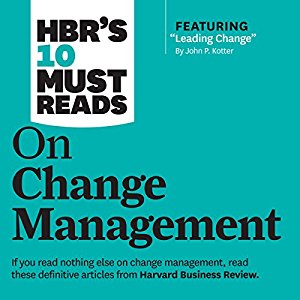 HBR'S
10
MUST
READS
FEATURING
“Leading Change”
By John P. Kotter
On
Change
Management
If you read nothing else on change management, read
these definitive articles from Harvard Business Review.